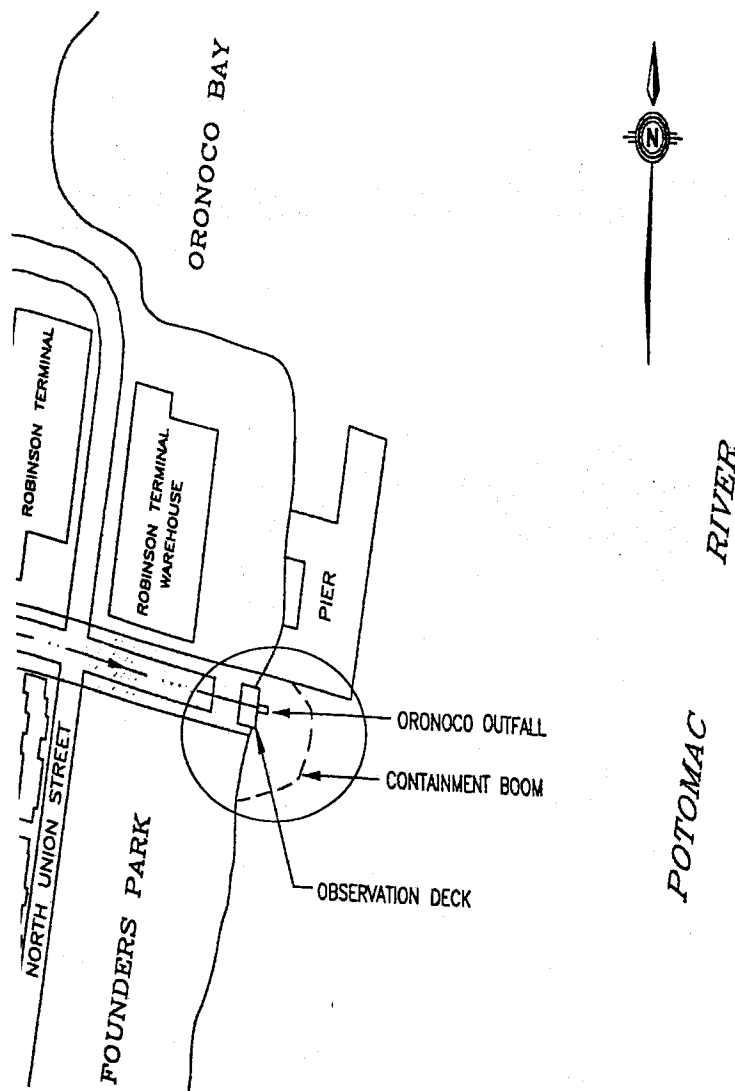 ORONOCO BAY
N
ROBINSON TERMINAL
ROBINSON TERMINAL
WAREHOUSE
PIER
RIVER
POTOMAC
ORONOCO OUTFALL
CONTAINMENT BOOM
OBSERVATION DECK
NORTH UNION STREET
FOUNDERS PARK